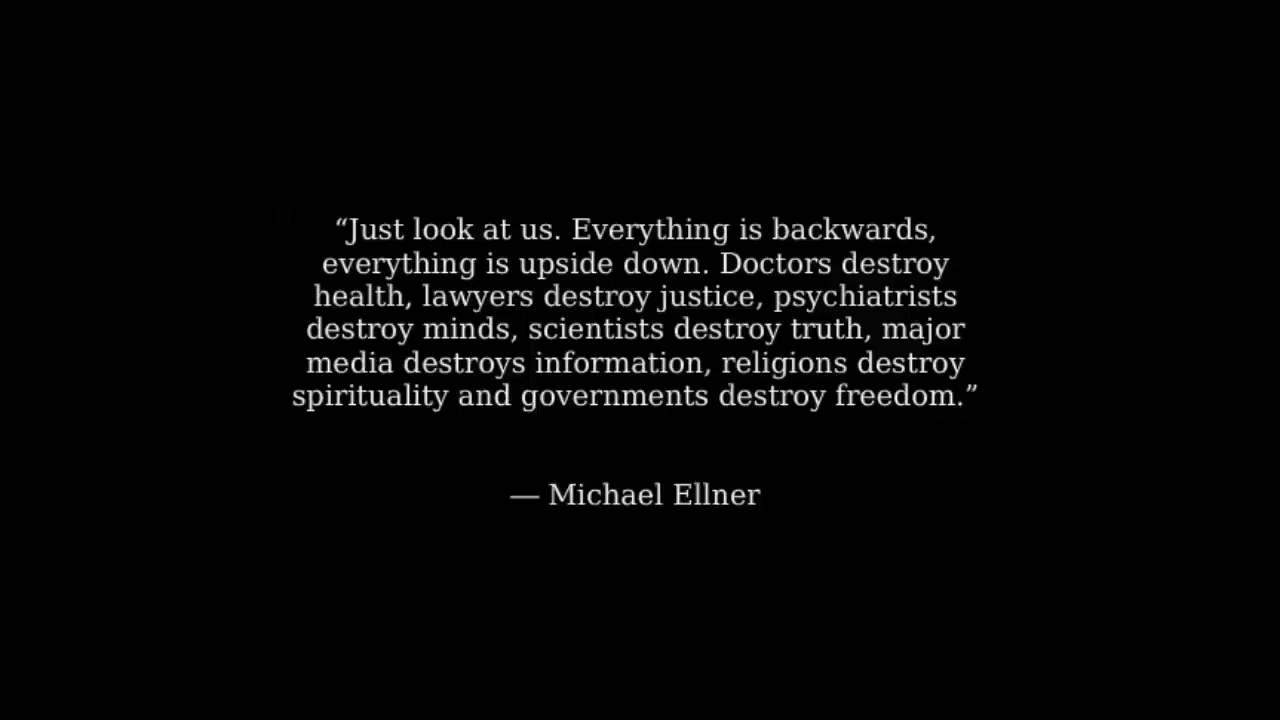 “Just look at us. Everything is backwards,
everything is upside down. Doctors destroy
health, lawyers destroy justice, psychiatrists
destroy minds, scientists destroy truth, major
media destroys information, religions destroy
spirituality and governments destroy freedom.”
— Michael Ellner